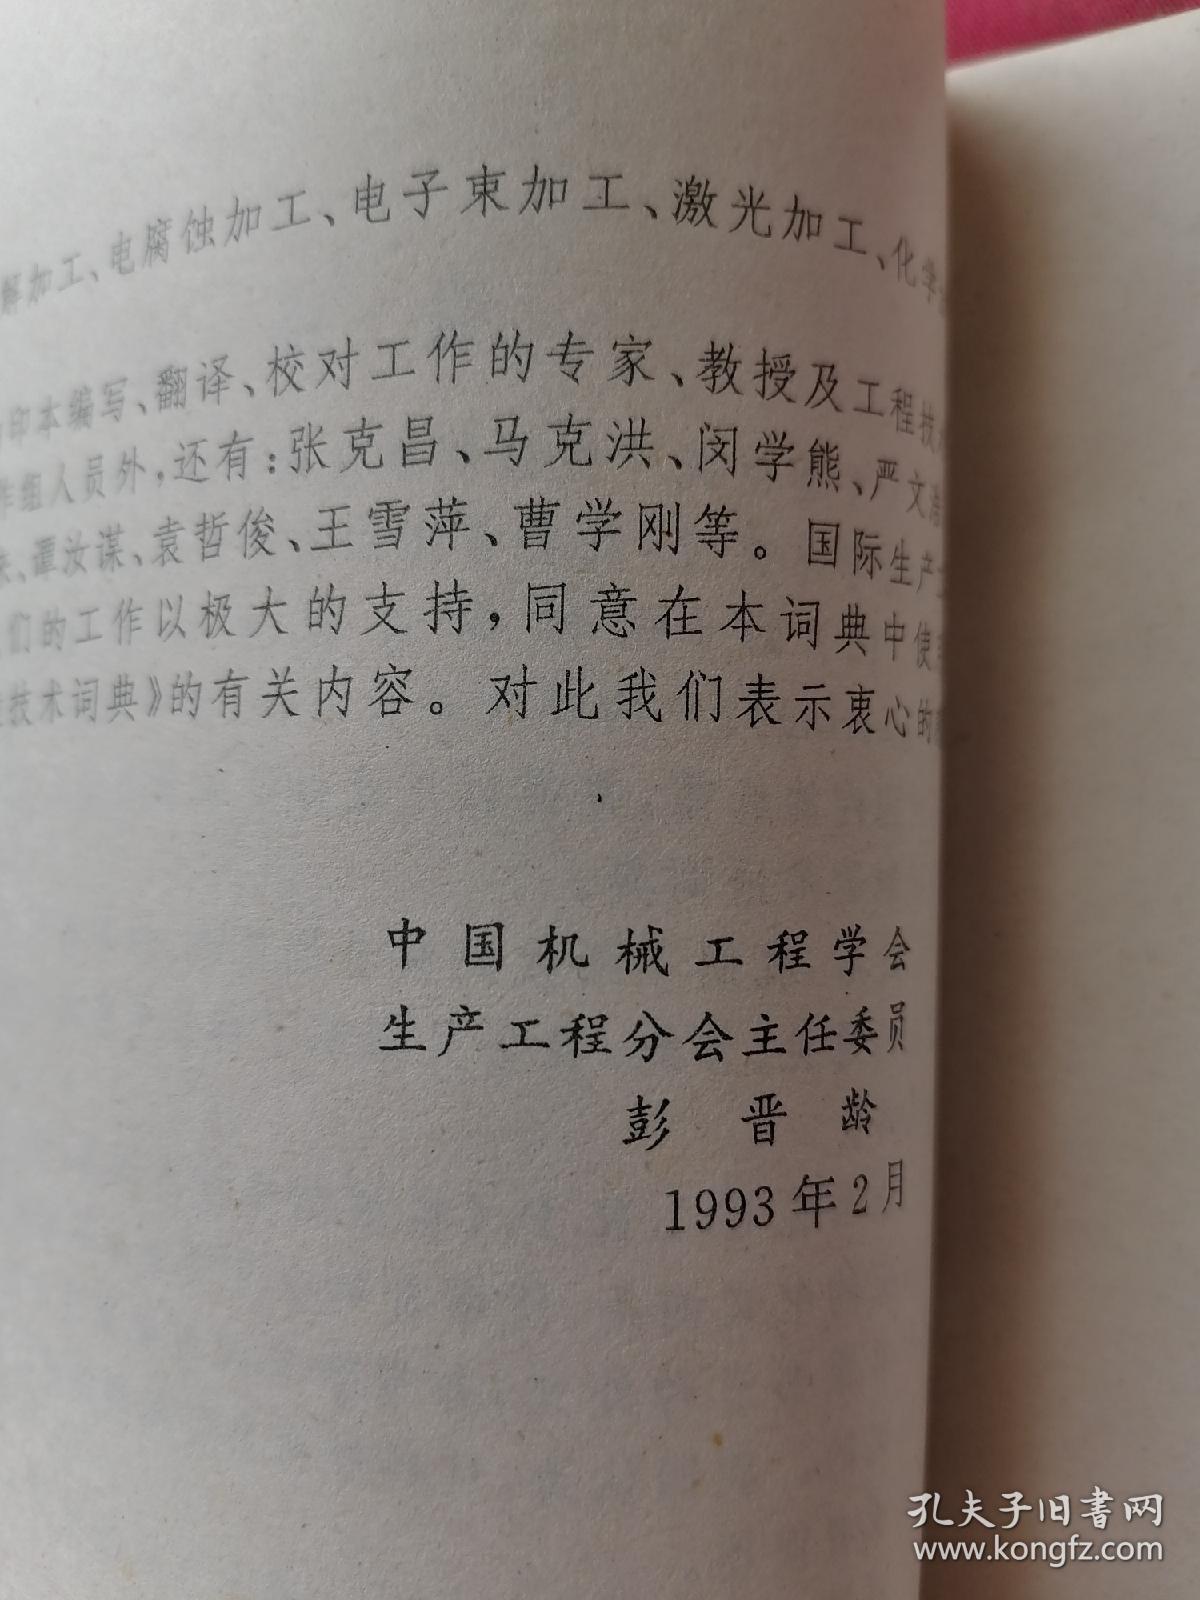 解加工、电腐蚀加工、电子束加工、激光加工、化学
印本编写、翻译、校对工作的专家、教授及工程技
作组人员外，还有：张克昌、马克洪、闵学熊、严文浩
、谭汝谋、袁哲俊、王雪萍、曹学刚等。国际生产
们的工作以极大的支持，同意在本词典中使
技术词典》的有关内容。对此我们表示衷心的
中国机械工程学会
生产工程分会主任委员
彭晋龄
1993年2月
孔夫子旧书网
www.kongfz.com